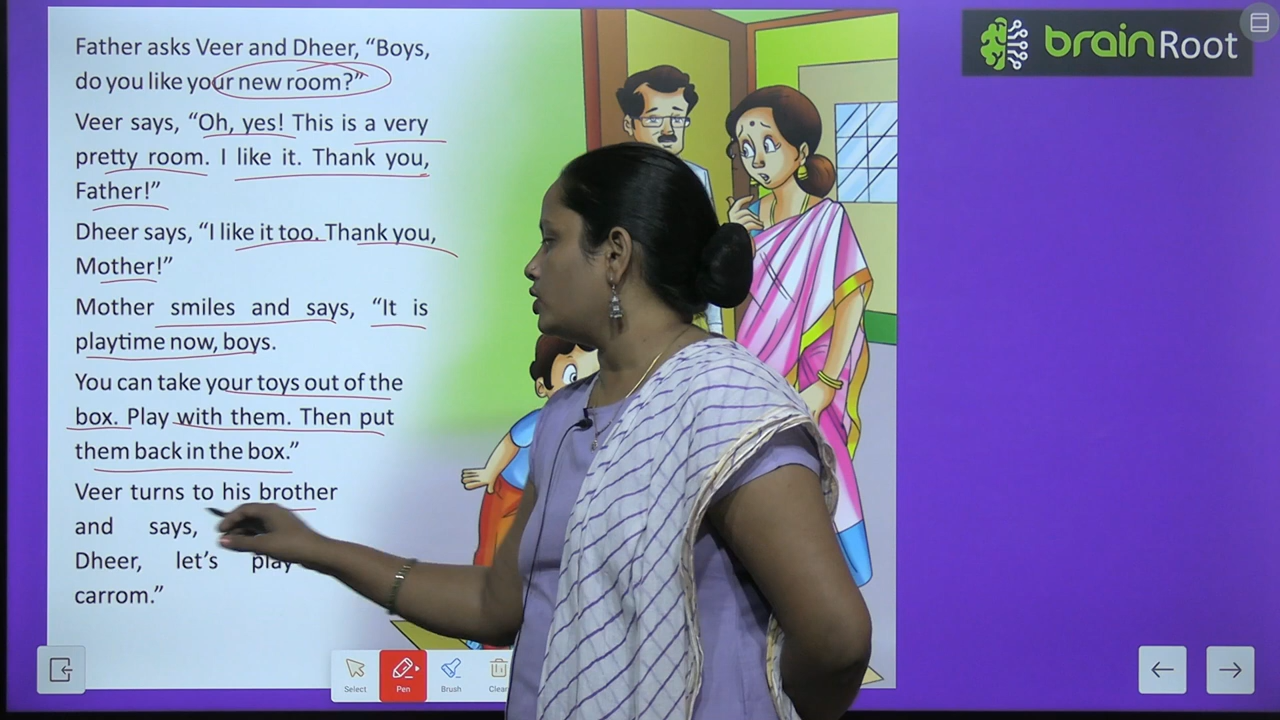 Father asks Veer and Dheer, “Boys,
do you like your new room?”
Veer says, “Oh, yes! This is a very
pretty room. I like it. Thank you,
Father!”
Dheer says, “I like it too. Thank you,
Mother!”
Mother smiles and says, “It is
playtime now, boys.
You can take your toys out of the
box. Play with them. Then put
them back in the box.”
Veer turns to his brother
and says,
Dheer, let’s play
carrom.”
brainRoot
Select
Pen
Brush
Clear